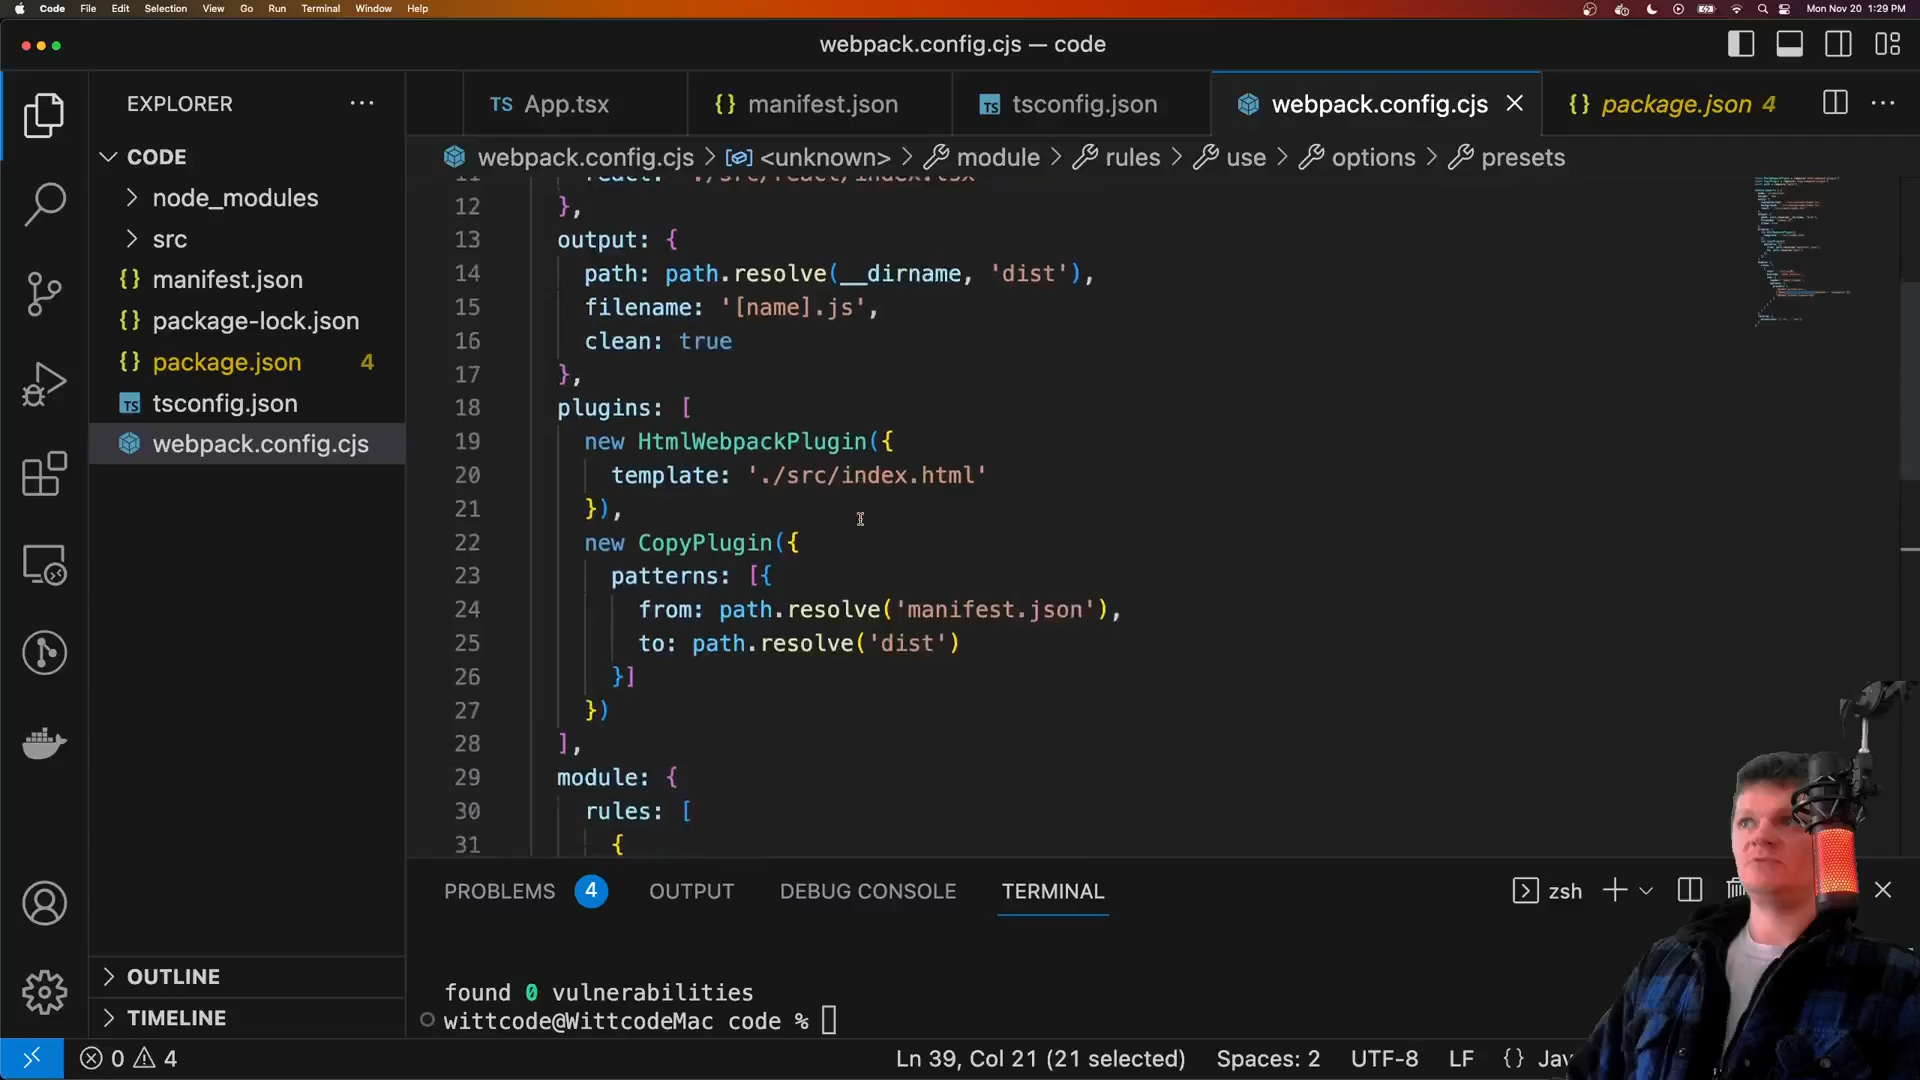 Code File Edit Selection View Go Run Terminal Window Help
Mon Nov 20 1:29 PM
webpack.config.cjs — code
EXPLORER
TS App.tsx
{} manifest.json
TS tsconfig.json
webpack.config.cjs
{} package.json 4
webpack.config.cjs > <unknown> > module > rules > use > options > presets
CODE
node_modules
src
{} manifest.json
{} package-lock.json
{} package.json 4
TS tsconfig.json
webpack.config.cjs
OUTLINE
TIMELINE
11 react: './src/react/index.tsx'
12 },
13 output: {
14 path: path.resolve(__dirname, 'dist'),
15 filename: '[name].js',
16 clean: true
17 },
18 plugins: [
19 new HtmlWebpackPlugin({
20 template: './src/index.html'
21 }),
22 new CopyPlugin({
23 patterns: [{
24 from: path.resolve('manifest.json'),
25 to: path.resolve('dist')
26 }]
27 })
28 ],
29 module: {
30 rules: [
31 {
PROBLEMS 4 OUTPUT DEBUG CONSOLE TERMINAL
zsh
found 0 vulnerabilities
wittcode@WittcodeMac code %
0 4
Ln 39, Col 21 (21 selected) Spaces: 2 UTF-8 LF {}